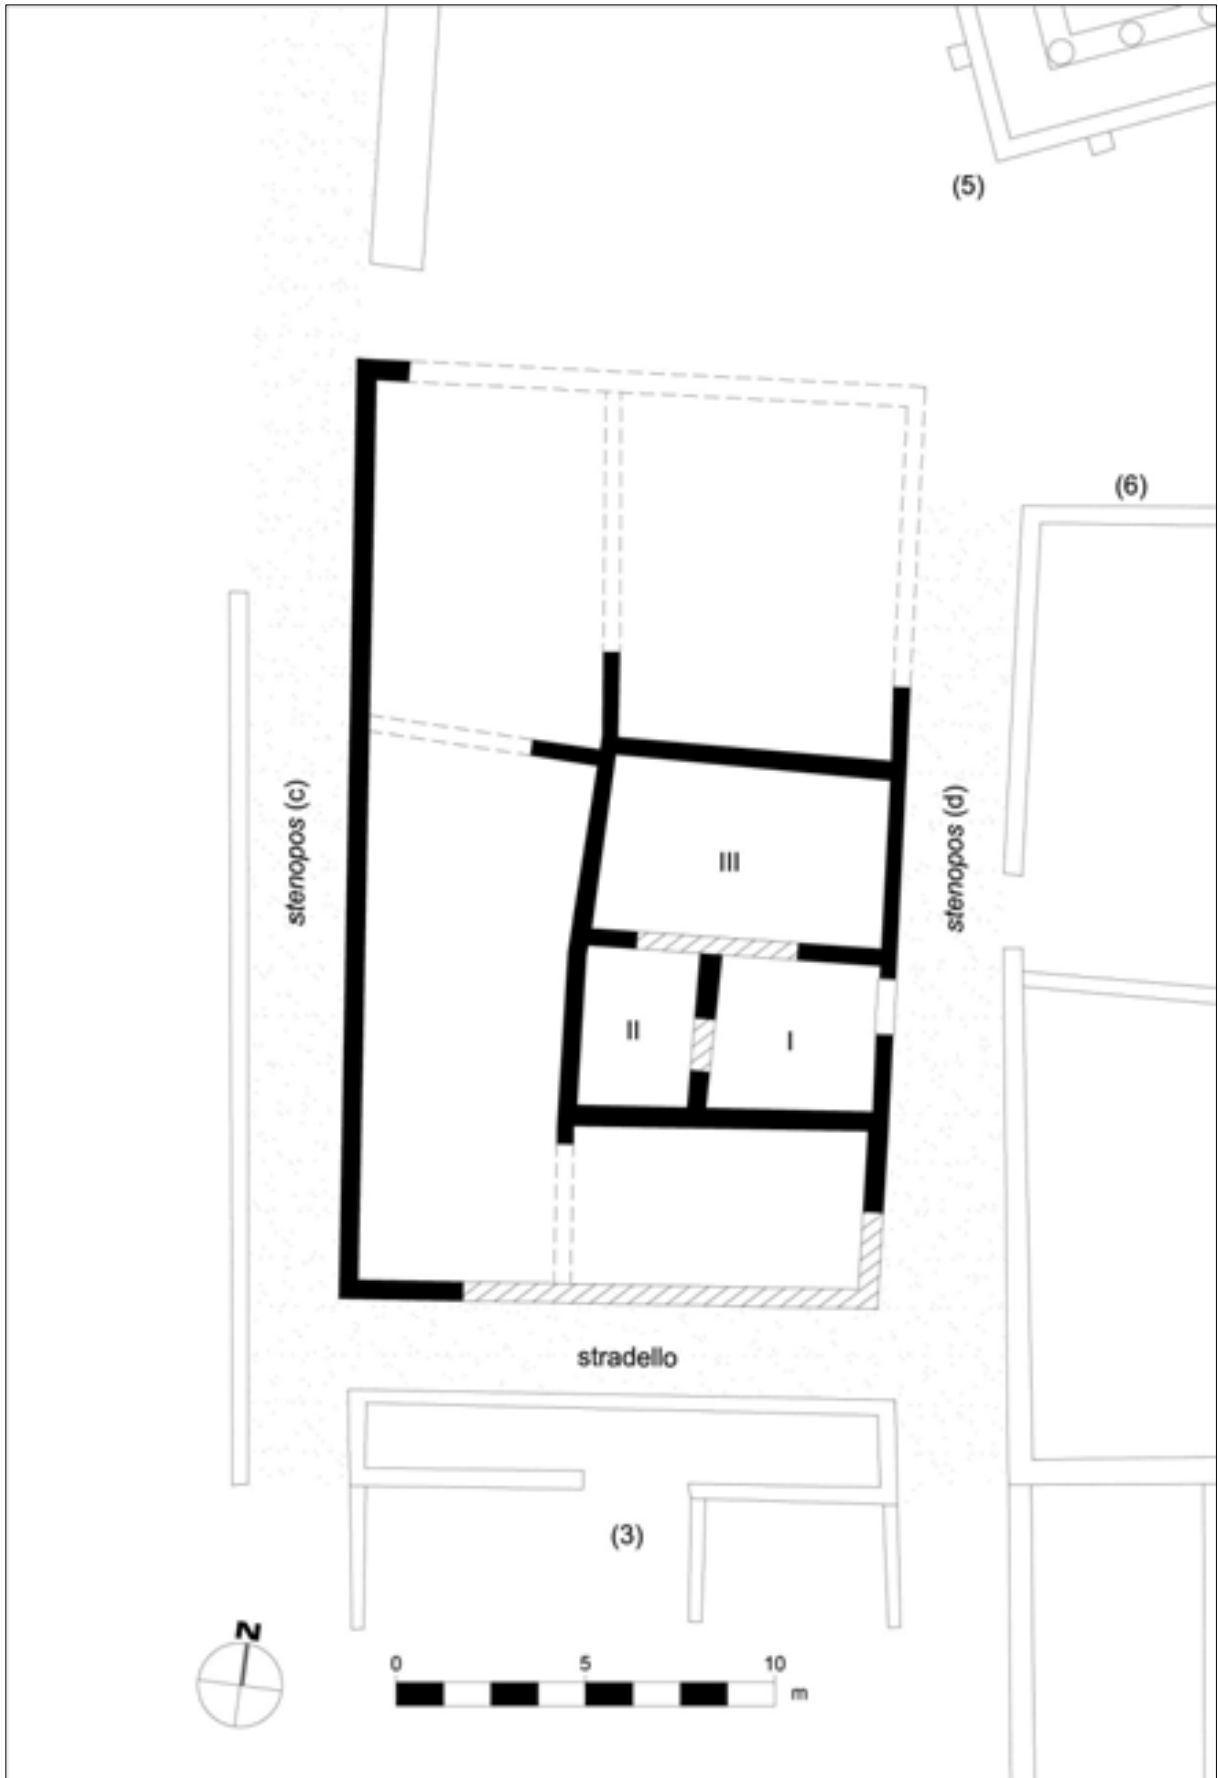 (5)
(6)
stenopos (c)
stenopos (d)
III
II
I
stradello
(3)
N
0 5 10
m